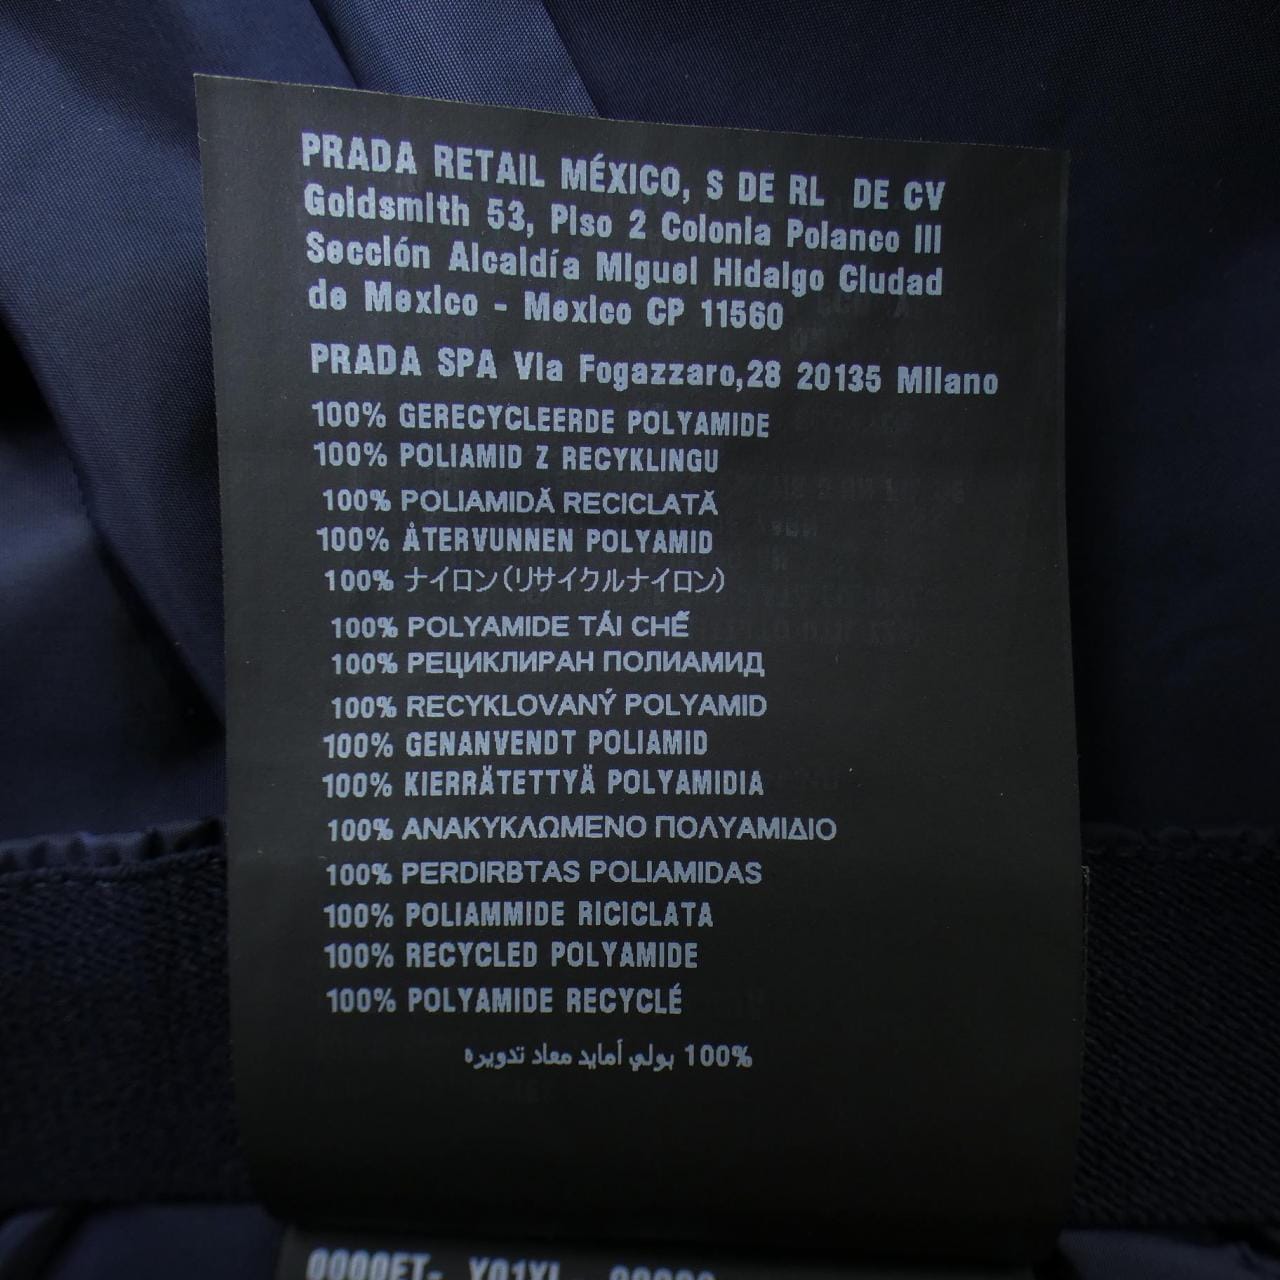 PRADA RETAIL MÉXICO, S DE RL DE CV
Goldsmith 53, Piso 2 Colonia Polanco III
Sección Alcaldía Miguel Hidalgo Ciudad
de Mexico - Mexico CP 11560
PRADA SPA Via Fogazzaro,28 20135 Milano
100% GERECYCLEERDE POLYAMIDE
100% POLIAMID Z RECYKLINGU
100% POLIAMIDĂ RECICLATĂ
100% ÅTERVUNNEN POLYAMID
100% ナイロン(リサイクルナイロン)
100% POLYAMIDE TÁI CHẾ
100% РЕЦИКЛИРАН ПОЛИАМИД
100% RECYKLOVANÝ POLYAMID
100% GENANVENDT POLIAMID
100% KIERRÄTETTYÄ POLYAMIDIA
100% ΑΝΑΚΥΚΛΩΜΕΝΟ ΠΟΛΥΑΜΙΔΙΟ
100% PERDIRBTAS POLIAMIDAS
100% POLIAMMIDE RICICLATA
100% RECYCLED POLYAMIDE
100% POLYAMIDE RECYCLÉ
100% بولي أمايد معاد تدويره